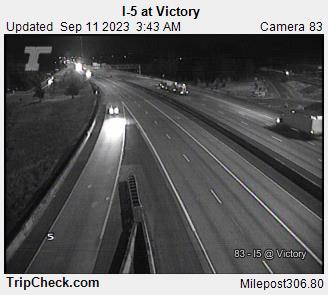 I-5 at Victory
Updated Sep 11 2023 3:43 AM Camera 83
T
5
83 - I5 @ Victory
TripCheck.com Milepost306.80